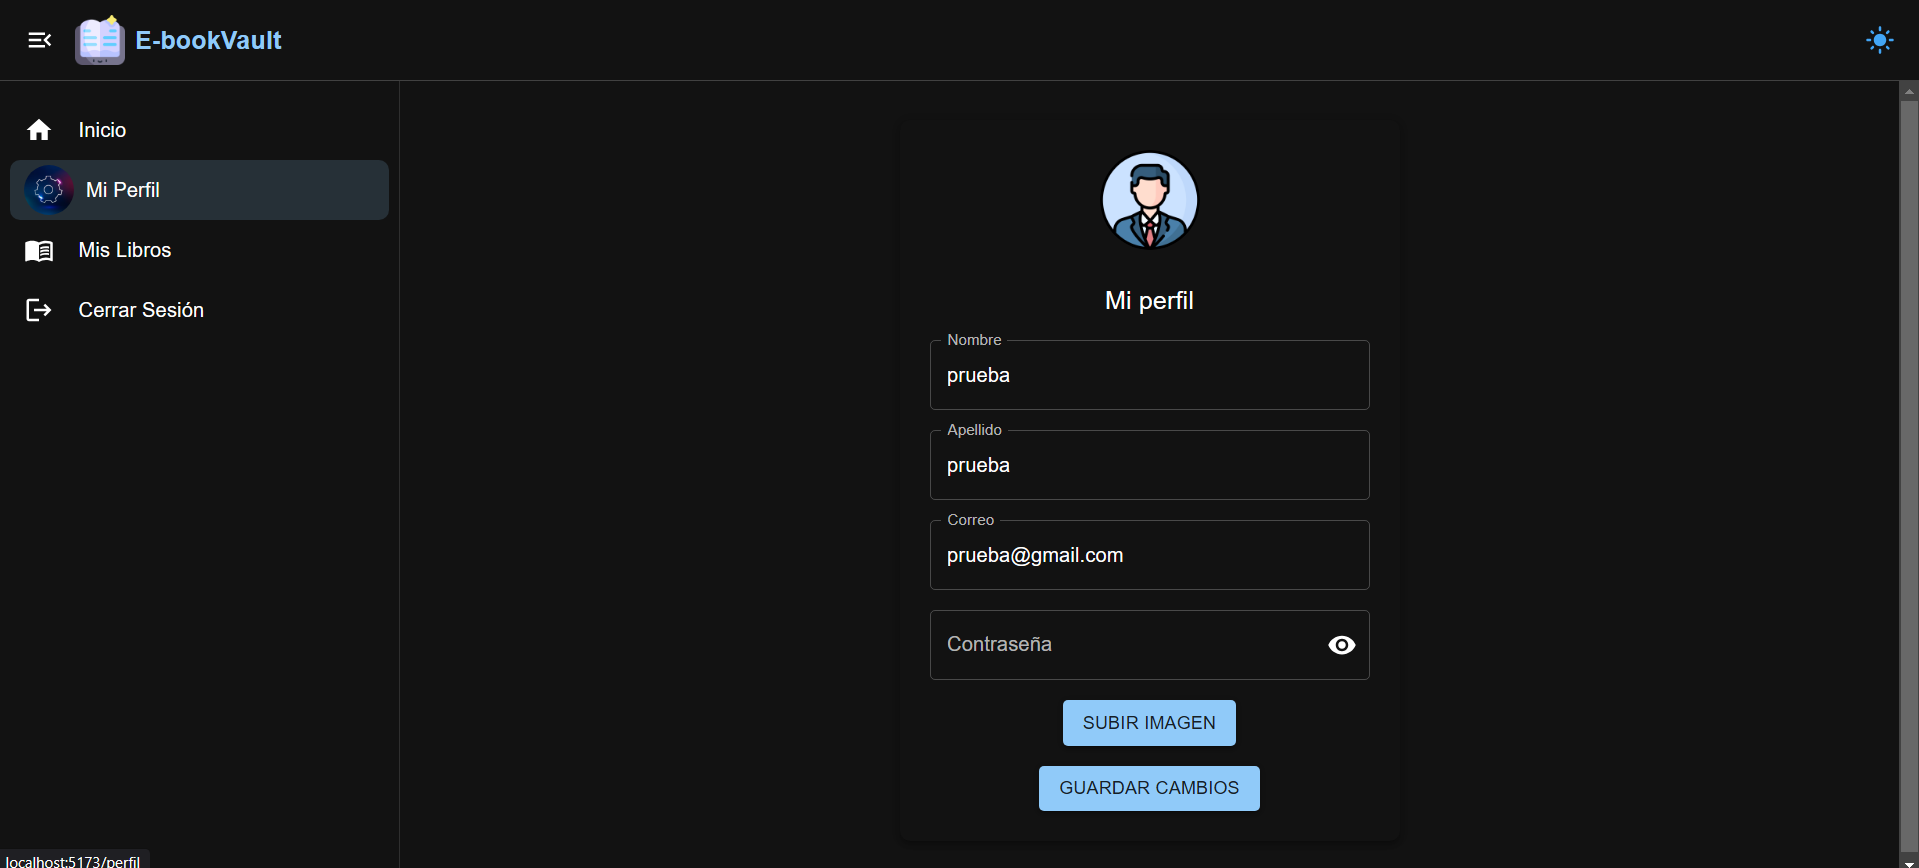 E-bookVault
Inicio
Mi Perfil
Mis Libros
Cerrar Sesión
Mi perfil
Nombre
prueba
Apellido
prueba
Correo
prueba@gmail.com
Contraseña
SUBIR IMAGEN
GUARDAR CAMBIOS
localhost:5173/perfil